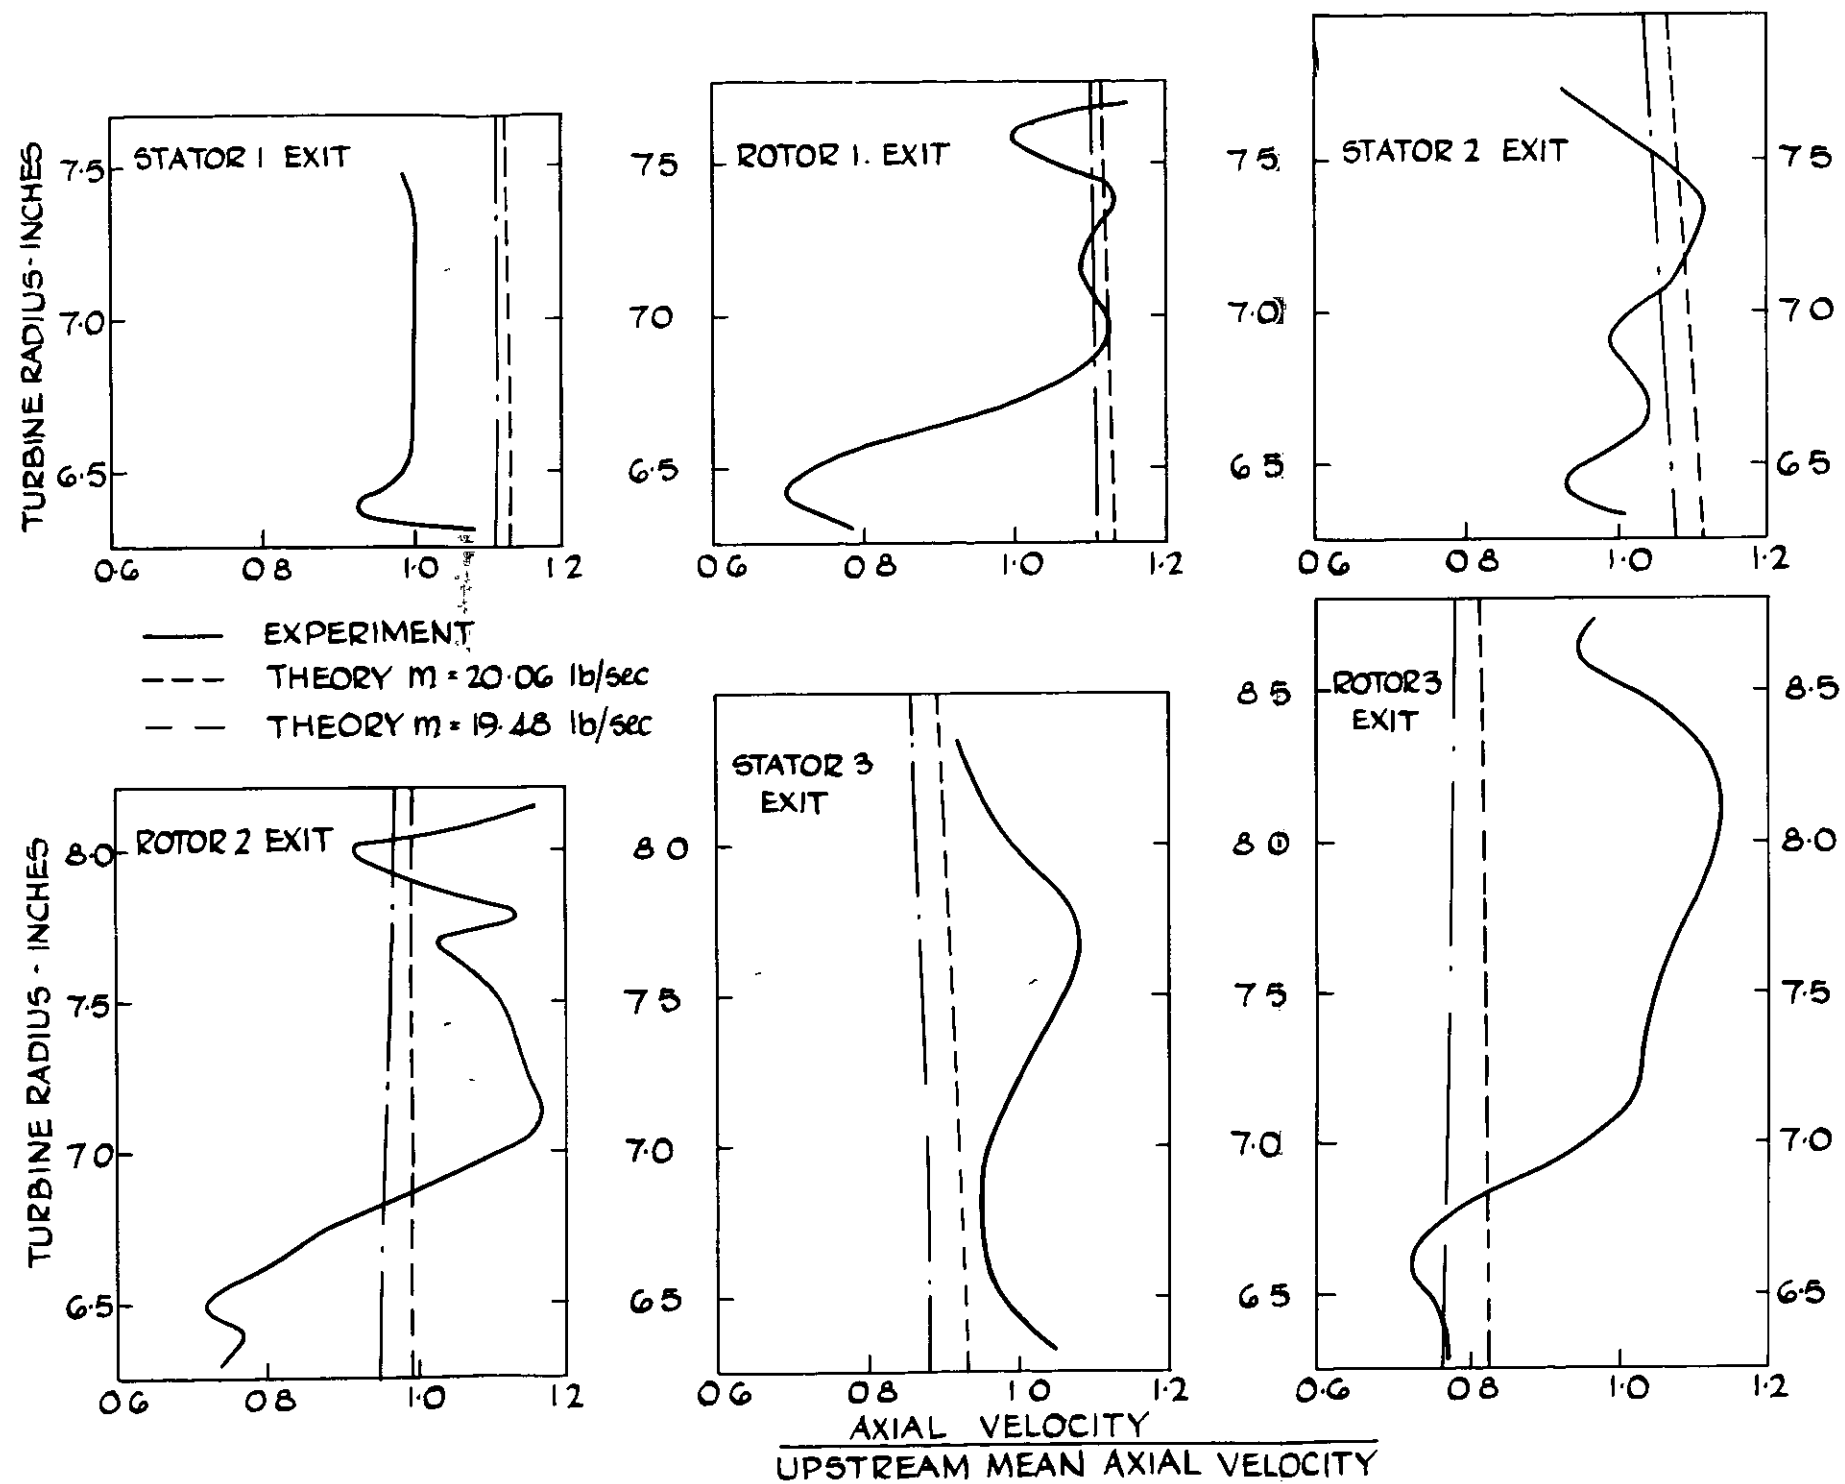 TURBINE RADIUS - INCHES
STATOR 1 EXIT
7.5
7.0
6.5
0.6 0.8 1.0 1.2
ROTOR 1. EXIT
7.5
7.0
6.5
0.6 0.8 1.0 1.2
STATOR 2 EXIT
7.5 7.5
7.0 7.0
6.5 6.5
0.6 0.8 1.0 1.2
EXPERIMENT
THEORY m = 20.06 lb/sec
THEORY m = 19.48 lb/sec
TURBINE RADIUS - INCHES
ROTOR 2 EXIT
8.0
7.5
7.0
6.5
0.6 0.8 1.0 1.2
STATOR 3
EXIT
8.0
7.5
7.0
6.5
0.6 0.8 1.0 1.2
ROTOR 3
EXIT
8.5 8.5
8.0 8.0
7.5 7.5
7.0 7.0
6.5 6.5
0.6 0.8 1.0 1.2
AXIAL VELOCITY
UPSTREAM MEAN AXIAL VELOCITY